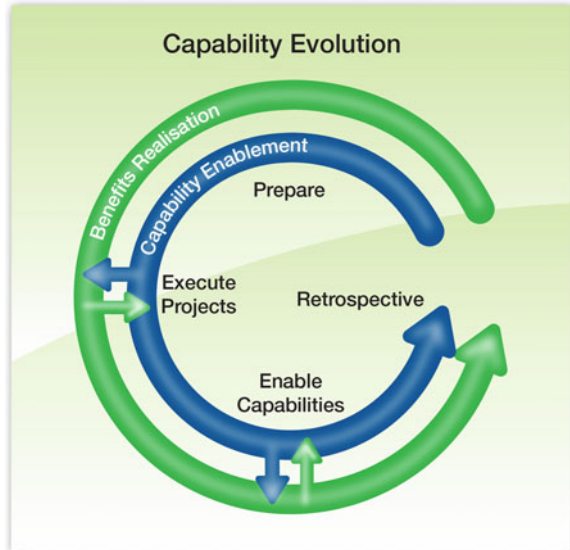 Capability Evolution
Benefits Realisation
Capability Enablement
Prepare
Execute
Projects
Retrospective
Enable
Capabilities